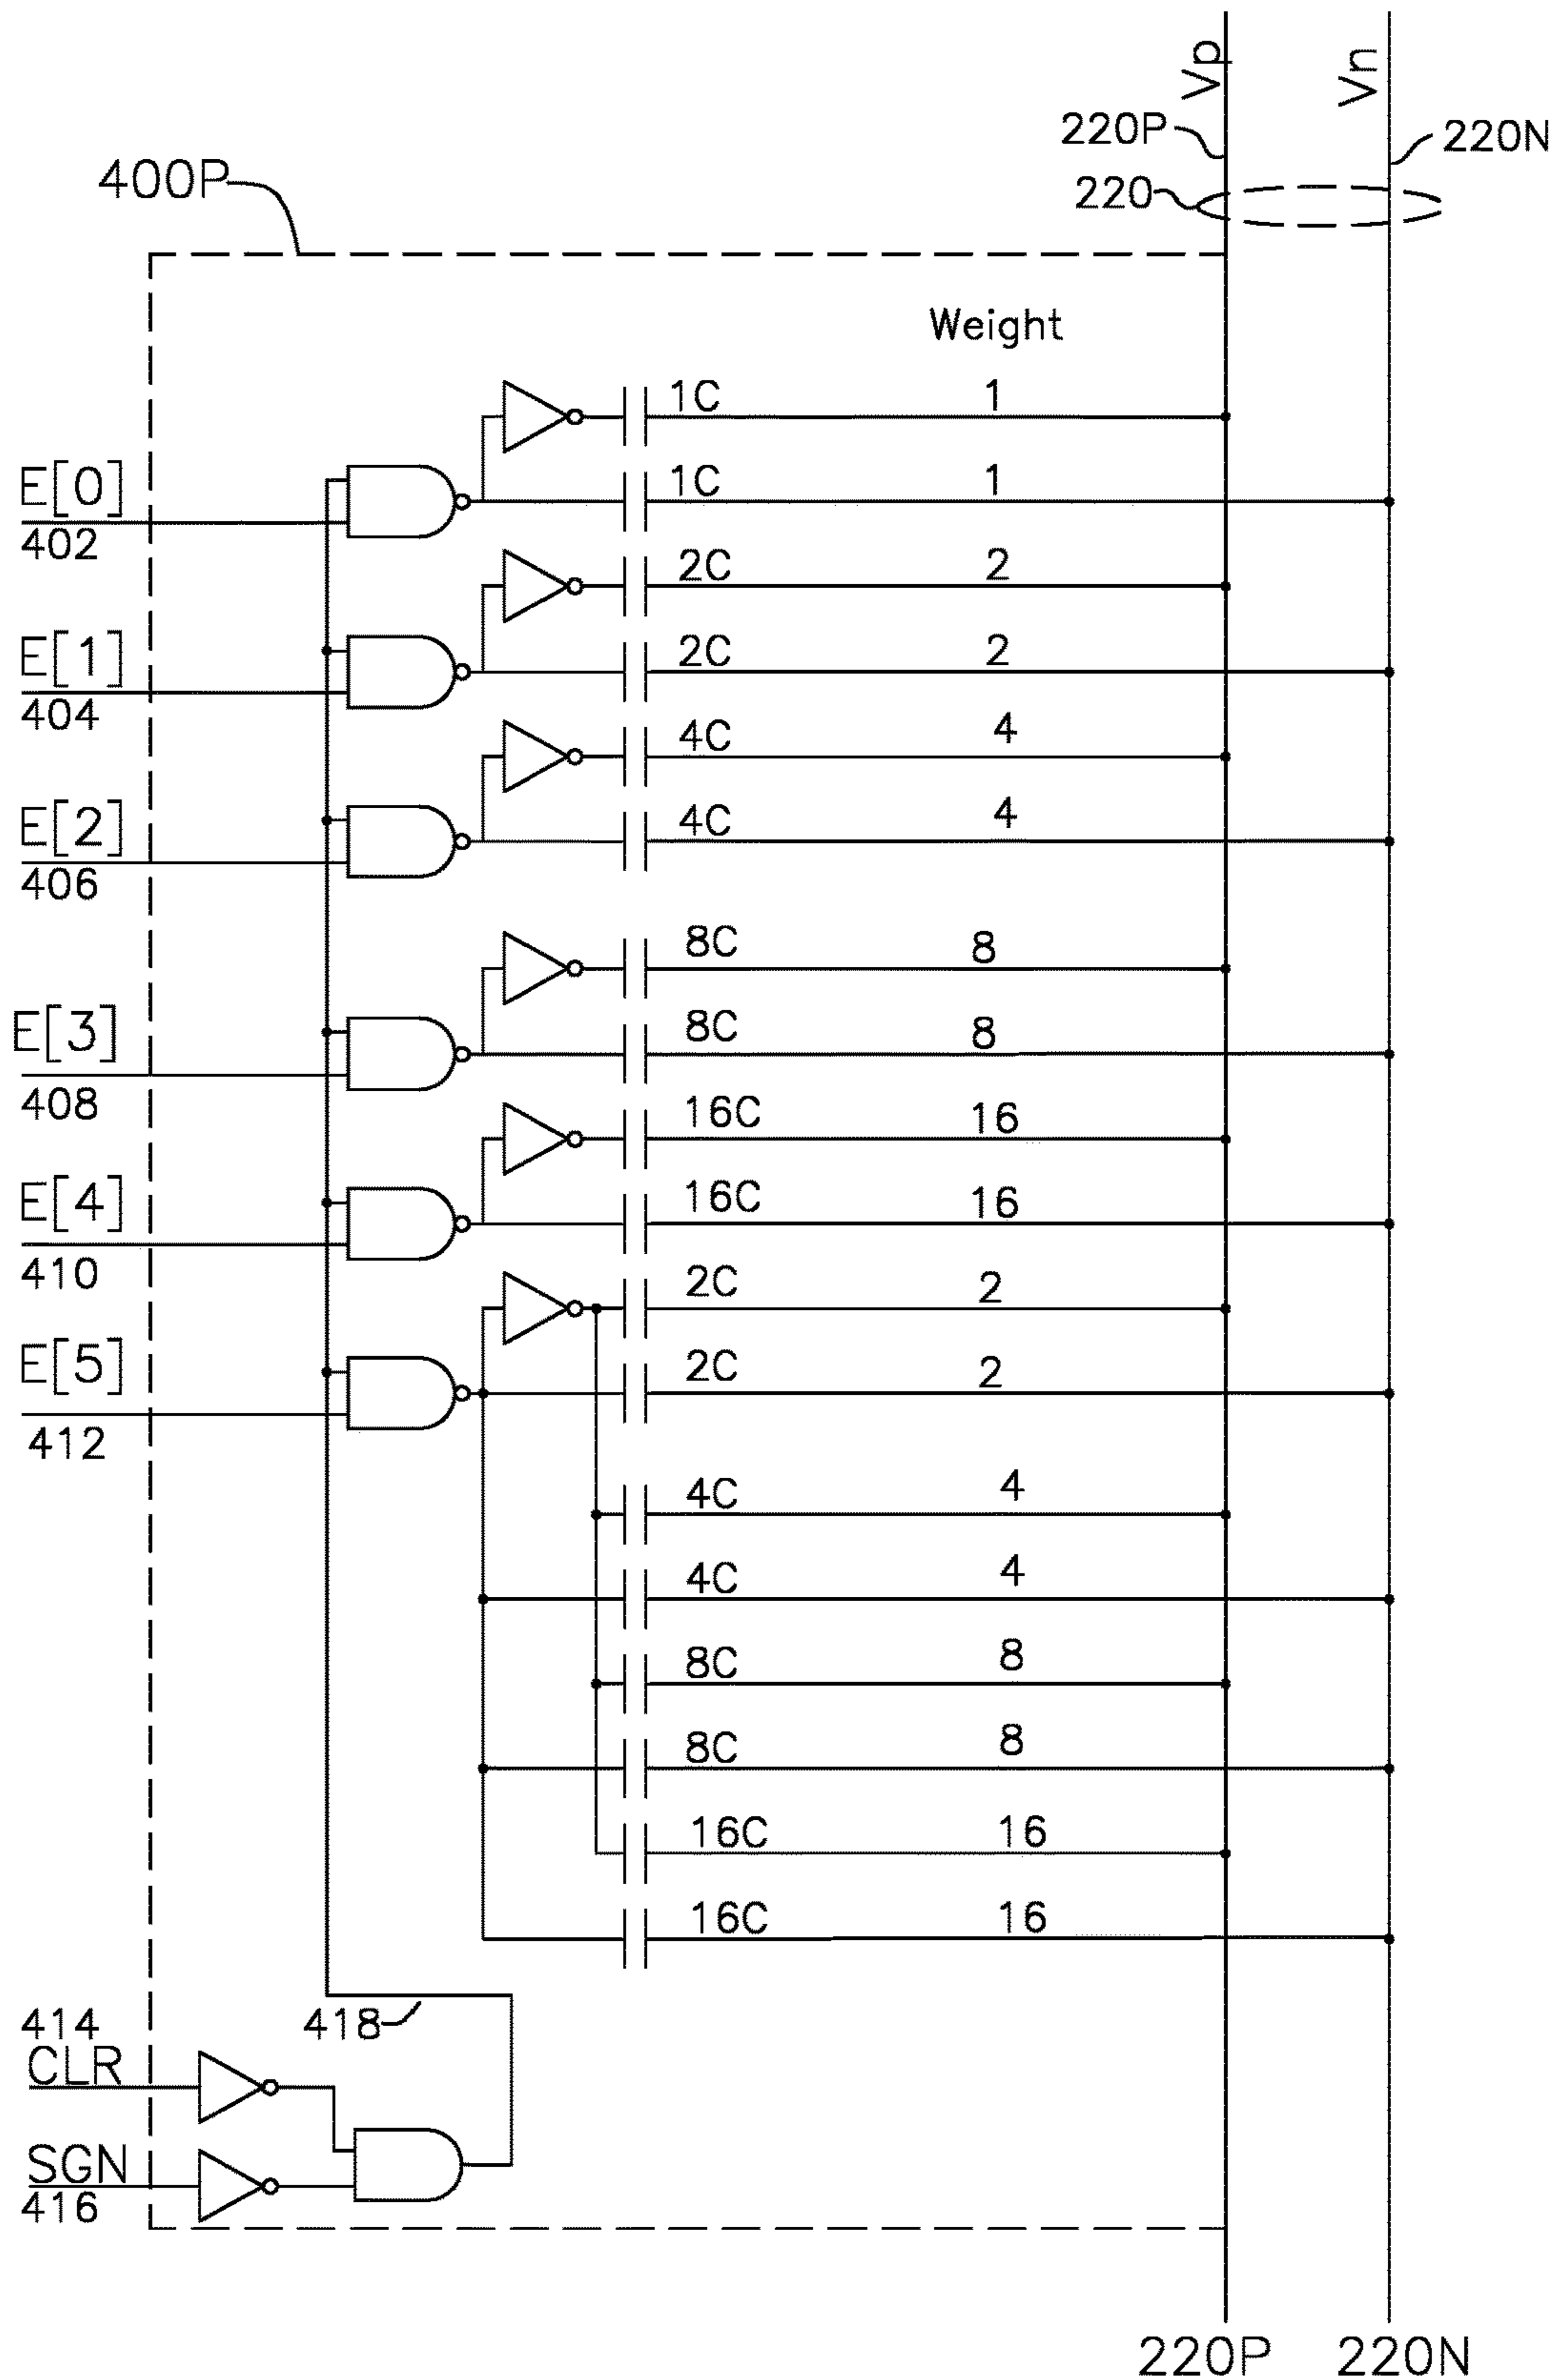 Vp
Vn
220P
220N
400P
220
Weight
1C 1
E[0]
1C 1
402
2C 2
E[1]
2C 2
404
4C 4
E[2]
4C 4
406
8C 8
E[3]
8C 8
408
16C 16
E[4]
16C 16
410
2C 2
E[5]
2C 2
412
4C 4
4C 4
8C 8
8C 8
16C 16
16C 16
414
418
CLR
SGN
416
220P
220N